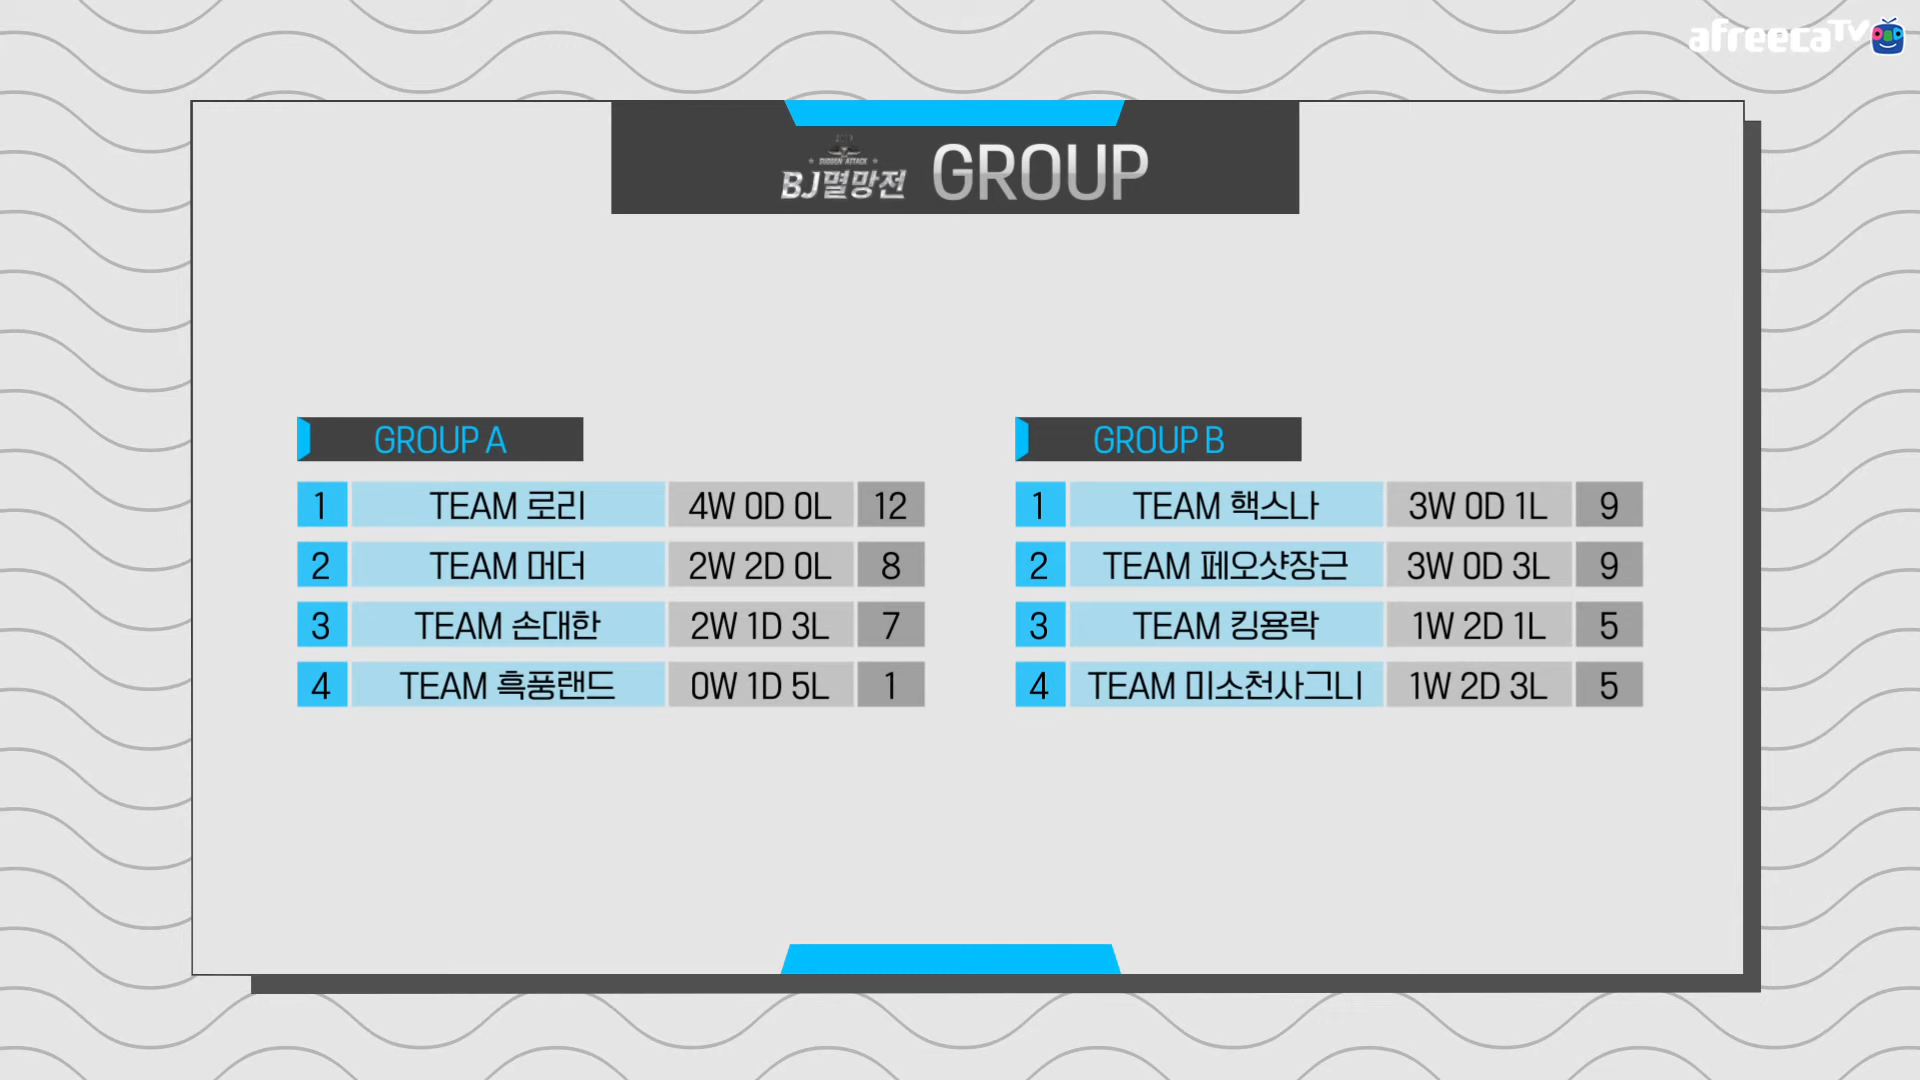 afreecaTV
SUDDEN ATTACK
BJ멸망전 GROUP
GROUP A
1 TEAM 로리 4W 0D 0L 12
2 TEAM 머더 2W 2D 0L 8
3 TEAM 손대한 2W 1D 3L 7
4 TEAM 흑풍랜드 0W 1D 5L 1
GROUP B
1 TEAM 핵스나 3W 0D 1L 9
2 TEAM 페오샷장근 3W 0D 3L 9
3 TEAM 킹용락 1W 2D 1L 5
4 TEAM 미소천사그니 1W 2D 3L 5